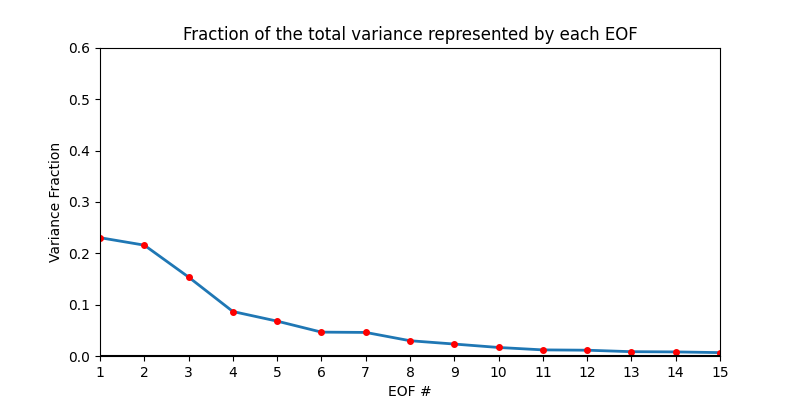 Fraction of the total variance represented by each EOF
0.6
0.5
0.4
0.3
0.2
0.1
0.0
Variance Fraction
1 2 3 4 5 6 7 8 9 10 11 12 13 14 15
EOF #